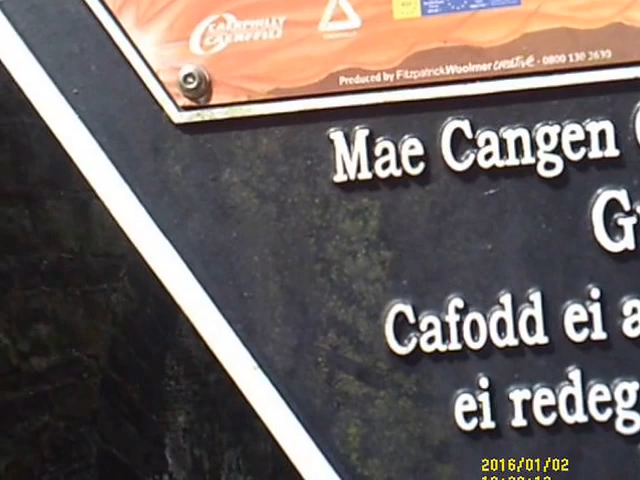 CAERPHILLY
CAERFFILI
Produced by FitzpatrickWoolmer creative · 0800 130 2630
Mae Cangen
Cafodd ei a
ei redeg
2016/01/02